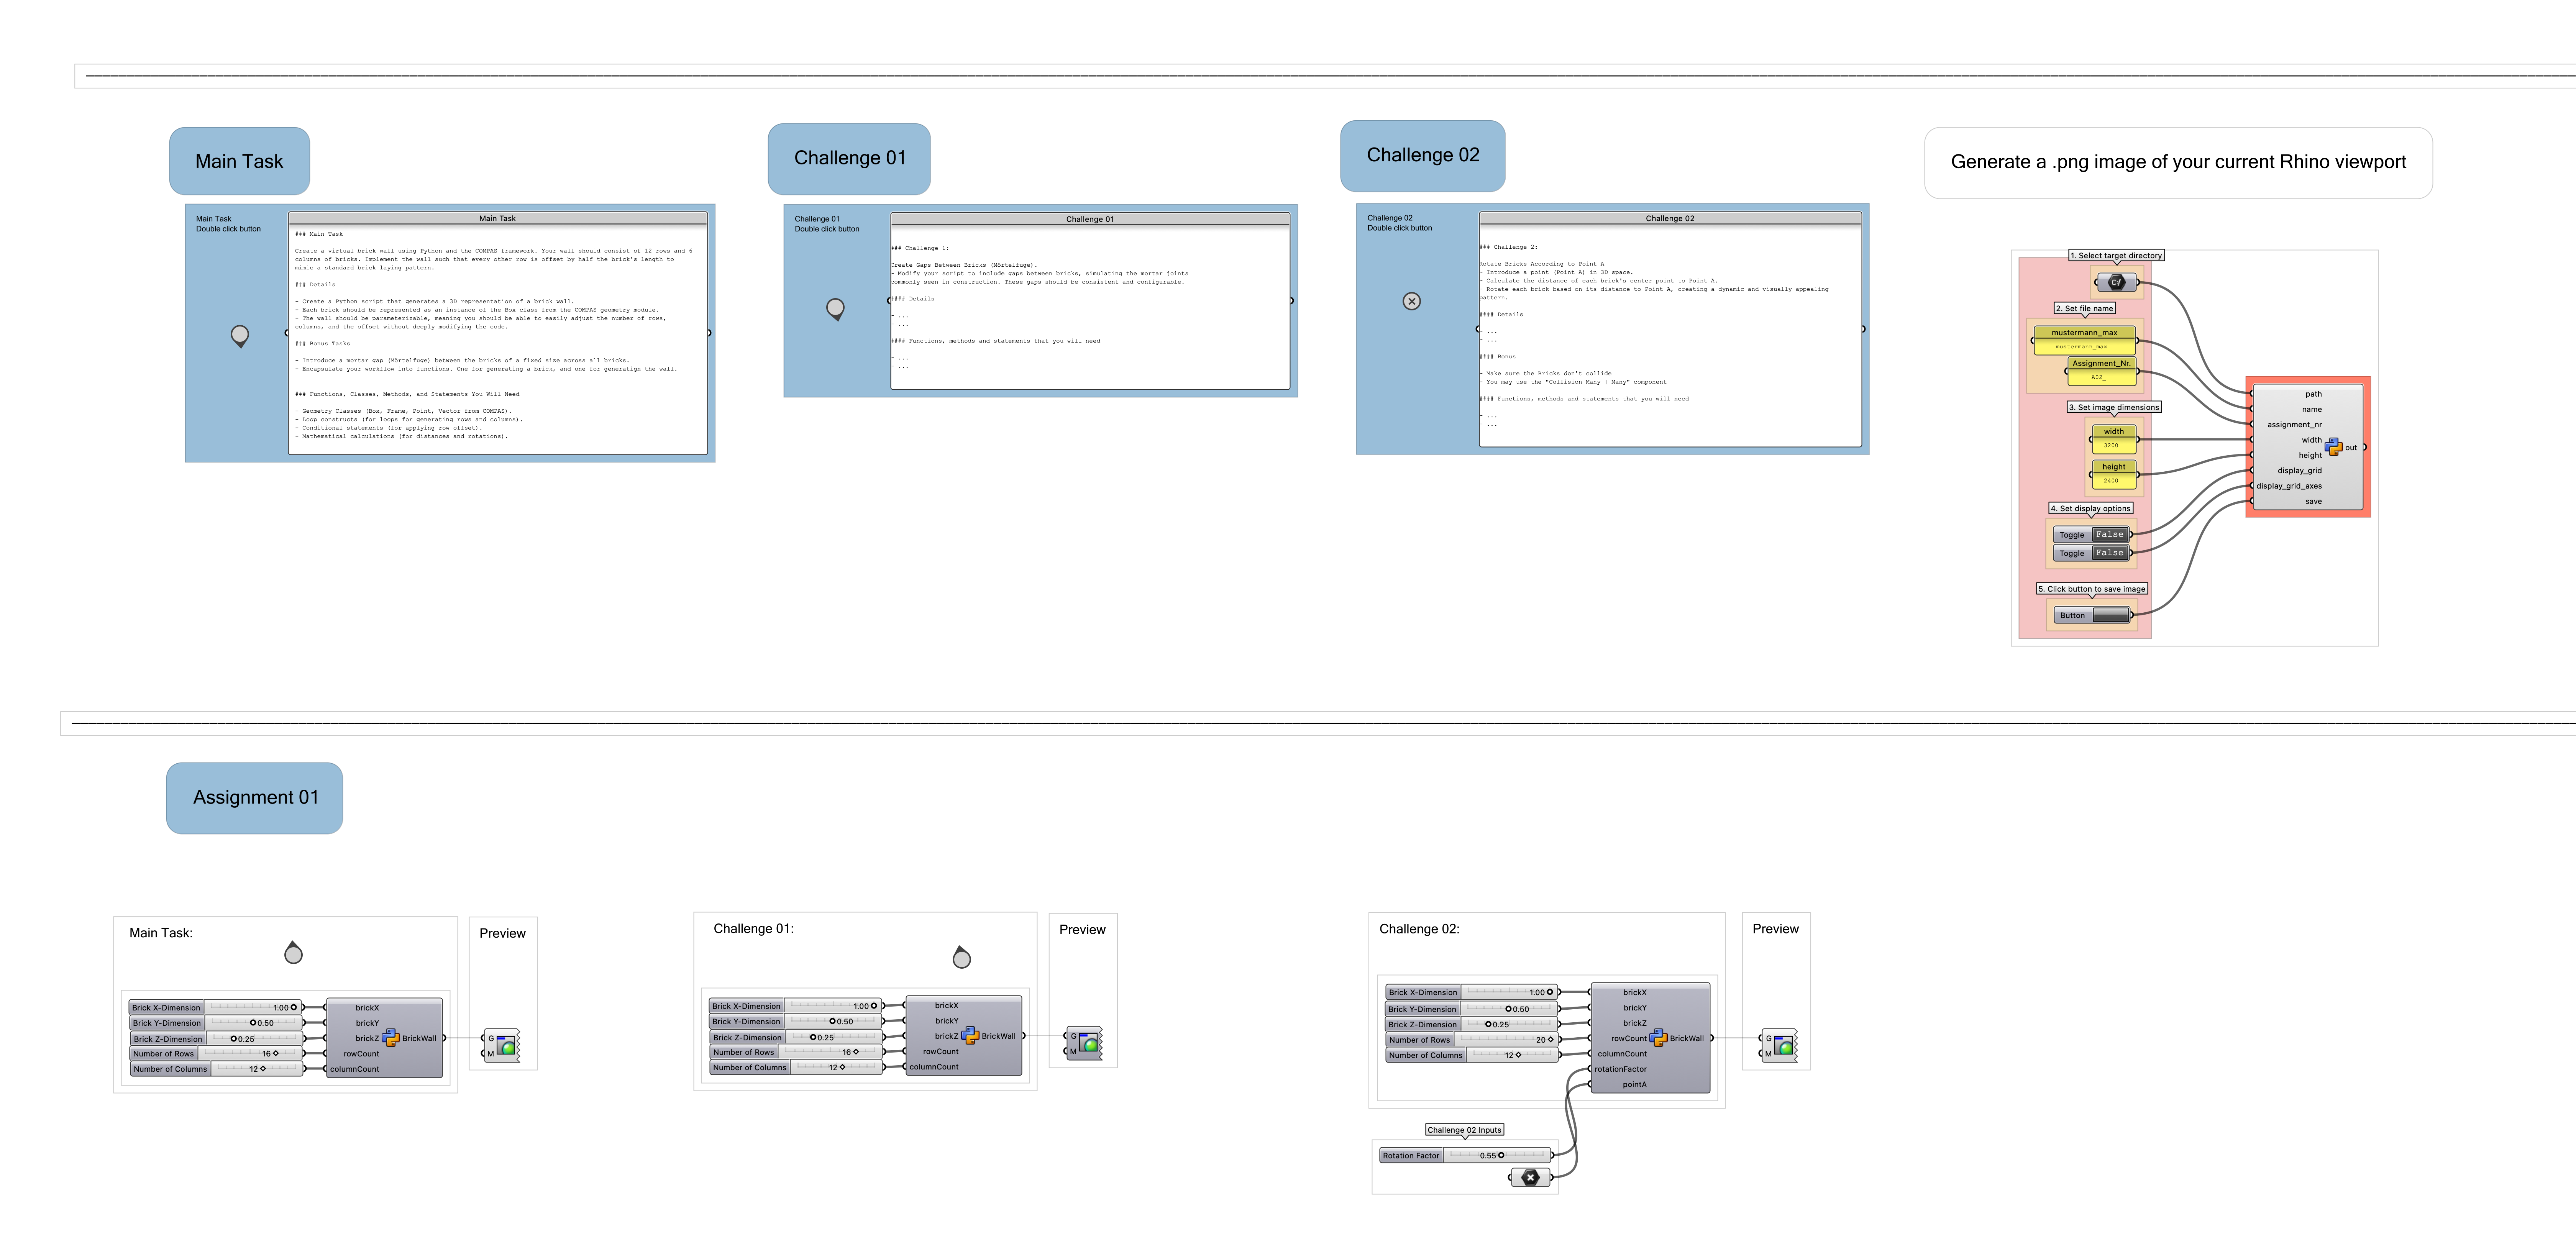 Main Task
Challenge 01
Challenge 02
Generate a .png image of your current Rhino viewport
Main Task
Double click button
Main Task
### Main Task
Create a virtual brick wall using Python and the COMPAS framework. Your wall should consist of 12 rows and 6
columns of bricks. Implement the wall such that every other row is offset by half the brick's length to
mimic a standard brick laying pattern.
### Details
- Create a Python script that generates a 3D representation of a brick wall.
- Each brick should be represented as an instance of the Box class from the COMPAS geometry module.
- The wall should be parameterizable, meaning you should be able to easily adjust the number of rows,
columns, and the offset without deeply modifying the code.
### Bonus Tasks
- Introduce a mortar gap (Mörtelfuge) between the bricks of a fixed size across all bricks.
- Encapsulate your workflow into functions. One for generating a brick, and one for generatign the wall.
### Functions, Classes, Methods, and Statements You Will Need
- Geometry Classes (Box, Frame, Point, Vector from COMPAS).
- Loop constructs (for loops for generating rows and columns).
- Conditional statements (for applying row offset).
- Mathematical calculations (for distances and rotations).
Challenge 01
Double click button
Challenge 01
### Challenge 1:
Create Gaps Between Bricks (Mörtelfuge).
- Modify your script to include gaps between bricks, simulating the mortar joints
commonly seen in construction. These gaps should be consistent and configurable.
#### Details
- ...
- ...
#### Functions, methods and statements that you will need
- ...
- ...
Challenge 02
Double click button
Challenge 02
### Challenge 2:
Rotate Bricks According to Point A
- Introduce a point (Point A) in 3D space.
- Calculate the distance of each brick's center point to Point A.
- Rotate each brick based on its distance to Point A, creating a dynamic and visually appealing
pattern.
#### Details
- ...
- ...
#### Bonus
- Make sure the Bricks don't collide
- You may use the "Collision Many | Many" component
#### Functions, methods and statements that you will need
- ...
- ...
1. Select target directory
C/
2. Set file name
mustermann_max
mustermann_max
Assignment_Nr.
A02_
3. Set image dimensions
width
3200
height
2400
4. Set display options
Toggle False
Toggle False
5. Click button to save image
Button
path
name
assignment_nr
width
height
display_grid
display_grid_axes
save
out
Assignment 01
Main Task:
Brick X-Dimension 1.00
Brick Y-Dimension 0.50
Brick Z-Dimension 0.25
Number of Rows 16
Number of Columns 12
brickX
brickY
brickZ
rowCount
columnCount
BrickWall
Preview
G
M
Challenge 01:
Brick X-Dimension 1.00
Brick Y-Dimension 0.50
Brick Z-Dimension 0.25
Number of Rows 16
Number of Columns 12
brickX
brickY
brickZ
rowCount
columnCount
BrickWall
Preview
G
M
Challenge 02:
Brick X-Dimension 1.00
Brick Y-Dimension 0.50
Brick Z-Dimension 0.25
Number of Rows 20
Number of Columns 12
brickX
brickY
brickZ
rowCount
columnCount
rotationFactor
pointA
BrickWall
Preview
G
M
Challenge 02 Inputs
Rotation Factor 0.55